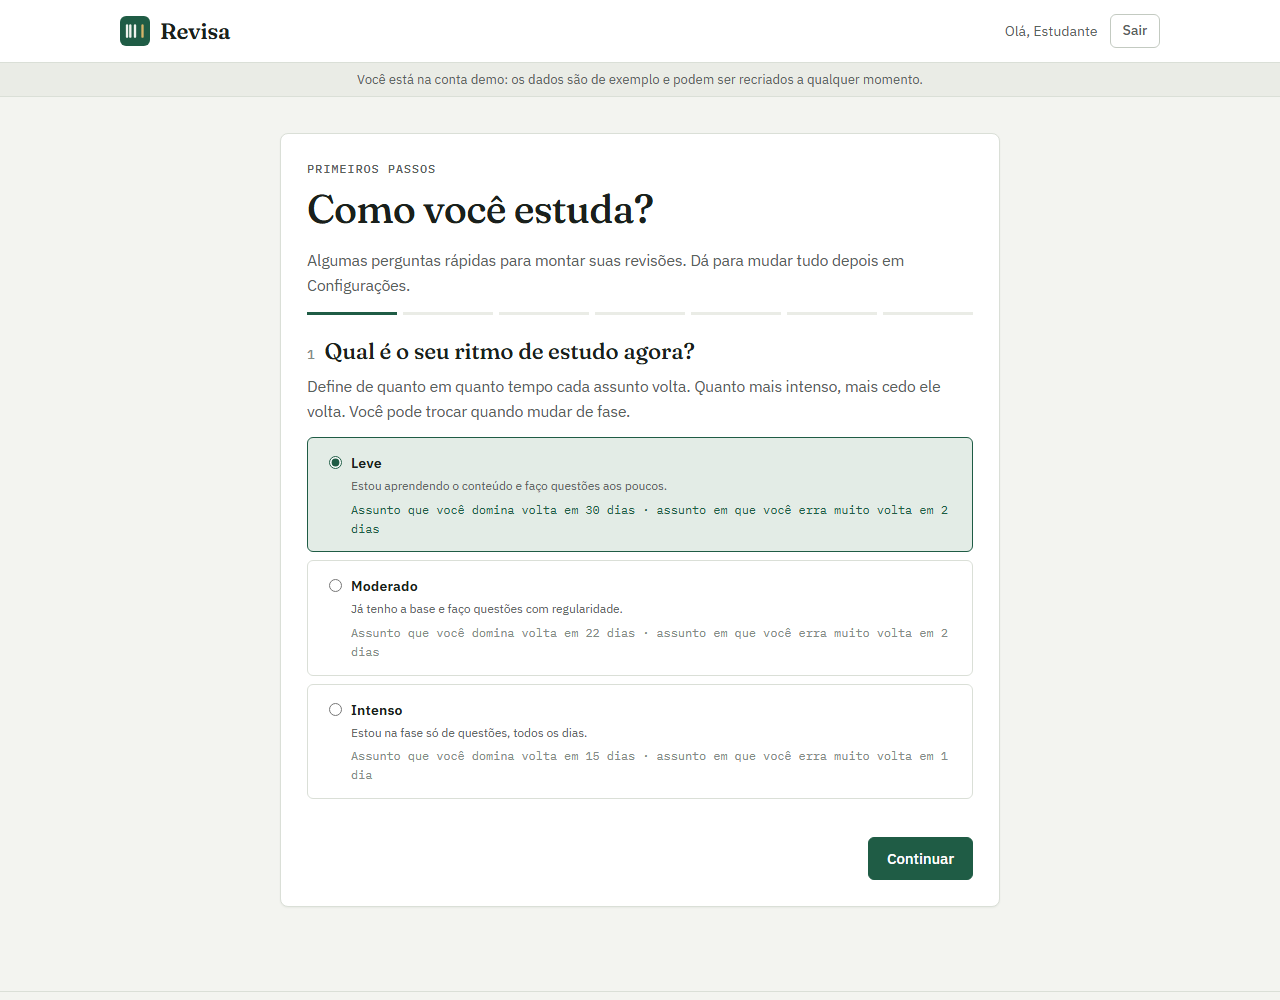 Revisa
Olá, Estudante
Sair
Você está na conta demo: os dados são de exemplo e podem ser recriados a qualquer momento.
PRIMEIROS PASSOS
Como você estuda?
Algumas perguntas rápidas para montar suas revisões. Dá para mudar tudo depois em
Configurações.
1 Qual é o seu ritmo de estudo agora?
Define de quanto em quanto tempo cada assunto volta. Quanto mais intenso, mais cedo ele
volta. Você pode trocar quando mudar de fase.
Leve
Estou aprendendo o conteúdo e faço questões aos poucos.
Assunto que você domina volta em 30 dias · assunto em que você erra muito volta em 2
dias
Moderado
Já tenho a base e faço questões com regularidade.
Assunto que você domina volta em 22 dias · assunto em que você erra muito volta em 2
dias
Intenso
Estou na fase só de questões, todos os dias.
Assunto que você domina volta em 15 dias · assunto em que você erra muito volta em 1
dia
Continuar